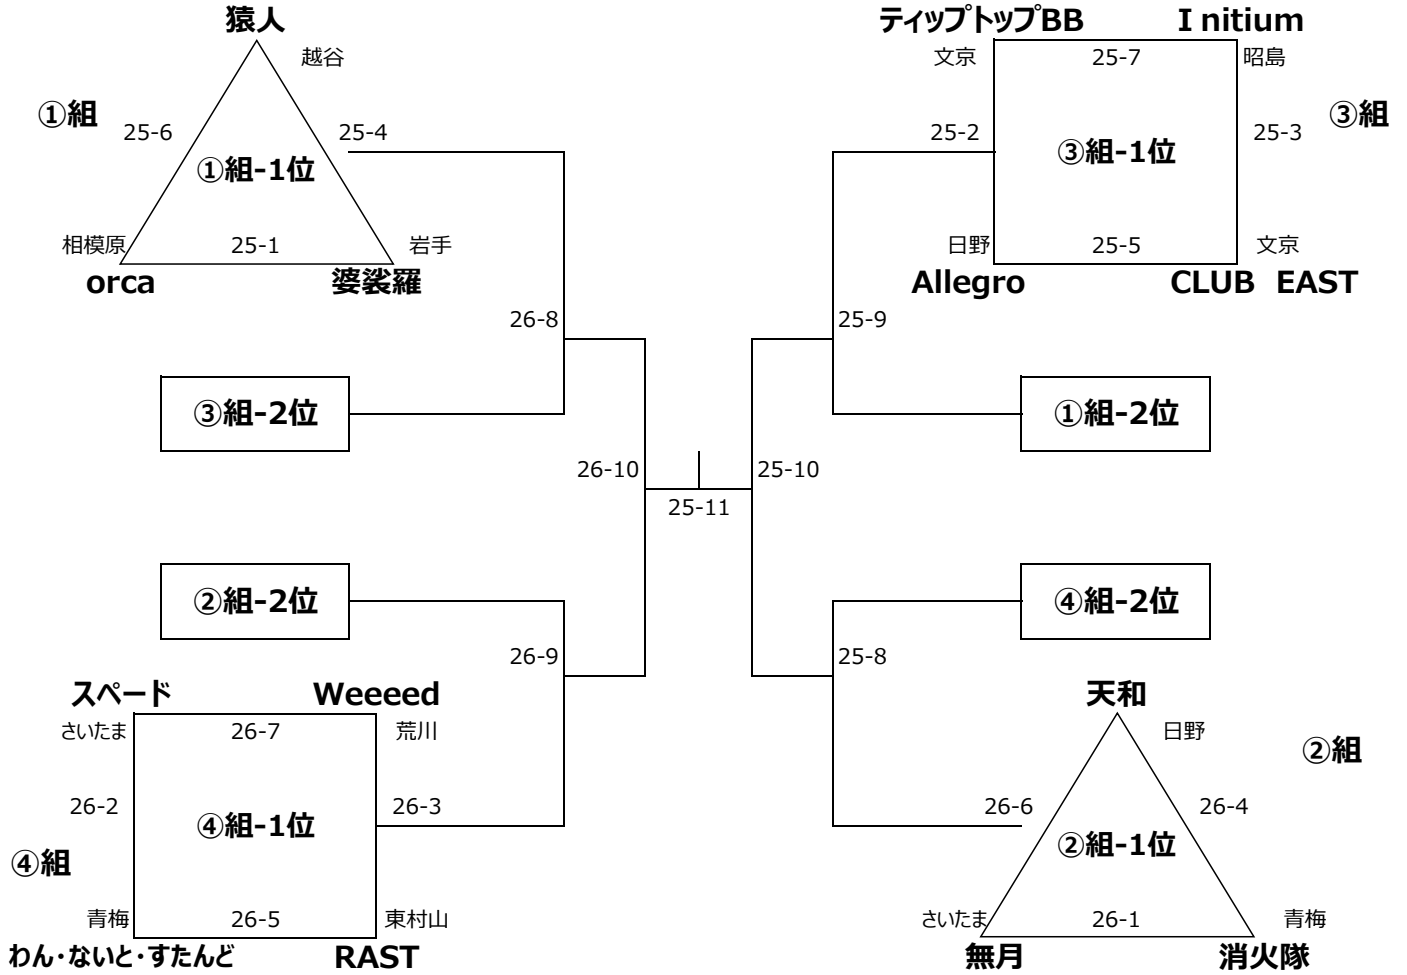 猿人
越谷
①組
25-6
25-4
①組-1位
相模原
25-1
岩手
orca
婆裟羅
ティップトップBB
I nitium
文京
25-7
昭島
③組
25-2
25-3
③組-1位
日野
25-5
文京
Allegro
CLUB EAST
26-8
25-9
③組-2位
①組-2位
26-10
25-10
25-11
②組-2位
④組-2位
26-9
25-8
スペード
Weeeed
さいたま
26-7
荒川
26-2
26-3
④組-1位
④組
青梅
26-5
東村山
わん・ないと・すたんど
RAST
天和
日野
②組
26-6
26-4
②組-1位
さいたま
26-1
青梅
無月
消火隊